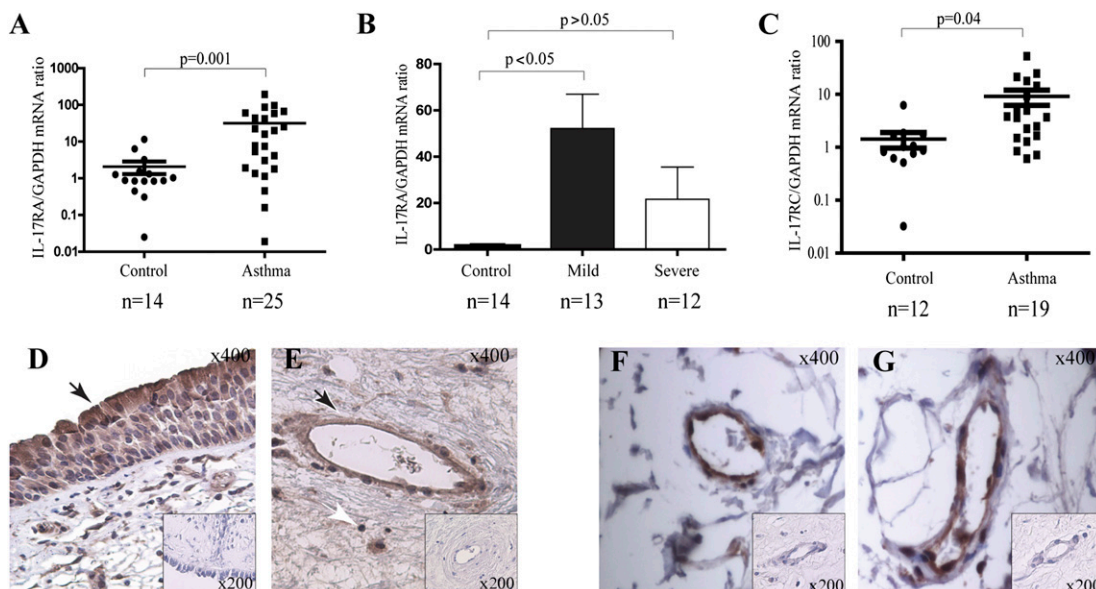 A
IL-17RA/GAPDH mRNA ratio
p=0.001
1000
100
10
1
0.1
0.01
Control
Asthma
n=14
n=25
B
IL-17RA/GAPDH mRNA ratio
p>0.05
p<0.05
80
60
40
20
0
Control
Mild
Severe
n=14
n=13
n=12
C
IL-17RC/GAPDH mRNA ratio
p=0.04
100
10
1
0.1
0.01
Control
Asthma
n=12
n=19
D
x400
x200
E
x400
x200
F
x400
x200
G
x400
x200